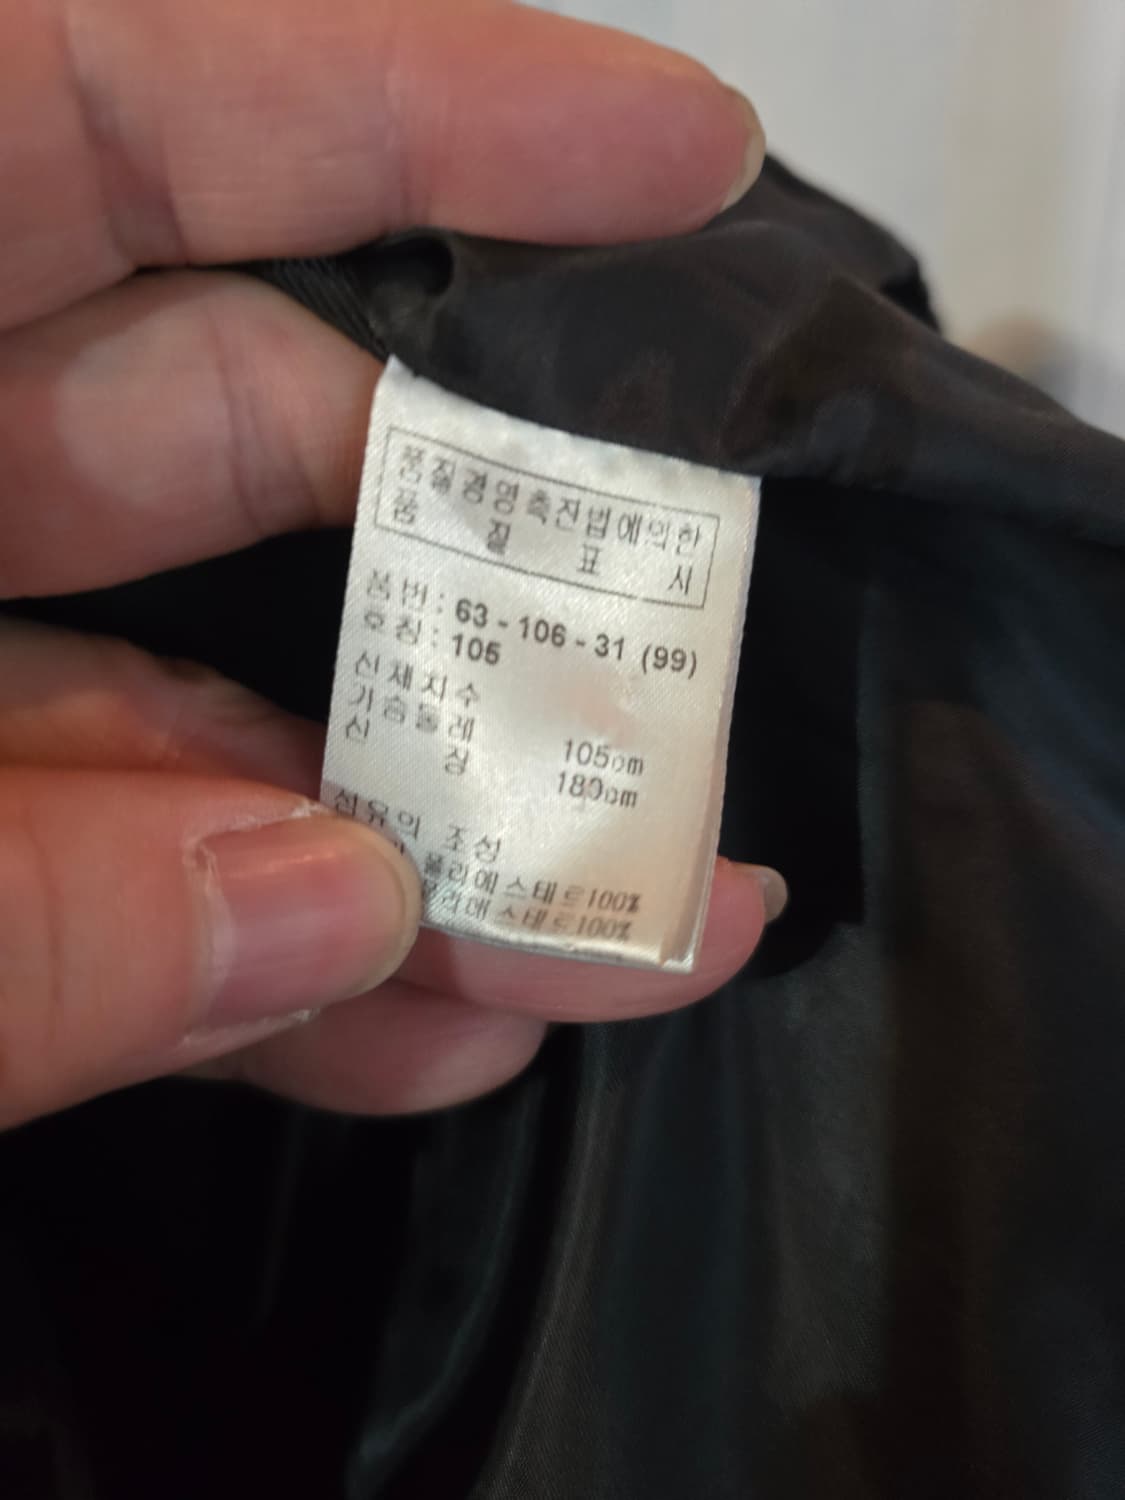 품질경영촉진법에의한
품 질 표 시
품번 : 63 - 106 - 31 (99)
호칭 : 105
신체치수
가슴둘레 105cm
신 장 180cm
섬유의 조성
폴리에스테르100%
폴리에스테르100%